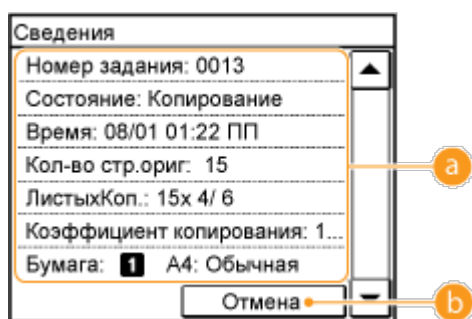 Сведения
Номер задания: 0013
Состояние: Копирование
Время: 08/01 01:22 ПП
Кол-во стр.ориг: 15
a
ЛистыхКоп.: 15x 4/ 6
Коэффициент копирования: 1...
Бумага: 1 А4: Обычная
Отмена b